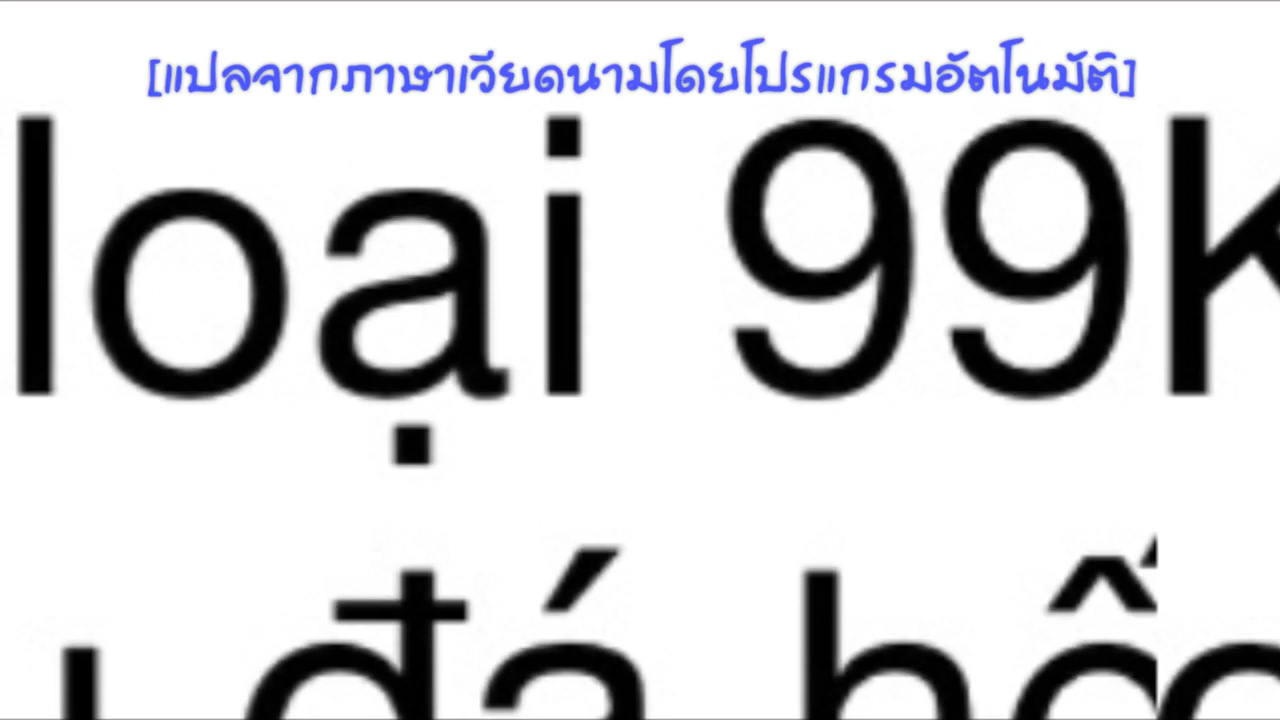 [แปลจากภาษาเวียดนามโดยโปรแกรมอัตโนมัติ]
loại 99k
đá